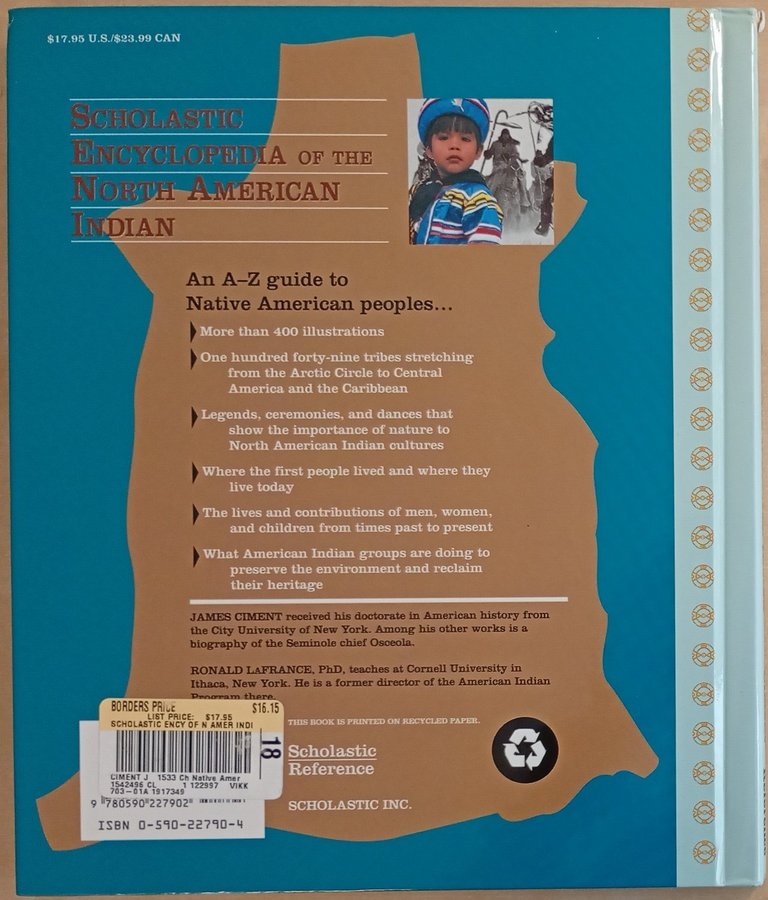 $17.95 U.S./$23.99 CAN
SCHOLASTIC
ENCYCLOPEDIA OF THE
NORTH AMERICAN
INDIAN
An A–Z guide to
Native American peoples...
More than 400 illustrations
One hundred forty-nine tribes stretching
from the Arctic Circle to Central
America and the Caribbean
Legends, ceremonies, and dances that
show the importance of nature to
North American Indian cultures
Where the first people lived and where they
live today
The lives and contributions of men, women,
and children from times past to present
What American Indian groups are doing to
preserve the environment and reclaim
their heritage
JAMES CIMENT received his doctorate in American history from
the City University of New York. Among his other works is a
biography of the Seminole chief Osceola.
RONALD LAFRANCE, PhD, teaches at Cornell University in
Ithaca, New York. He is a former director of the American Indian
Program there.
BORDERS PRICE $16.15
LIST PRICE: $17.95
SCHOLASTIC ENCY OF N AMER INDI
18
CIMENT J 1533 Ch Native Amer
1542496 CL 1 122997 VIKK
703-01A 1917349
9 780590 227902
ISBN 0-590-22790-4
THIS BOOK IS PRINTED ON RECYCLED PAPER.
Scholastic
Reference
SCHOLASTIC INC.